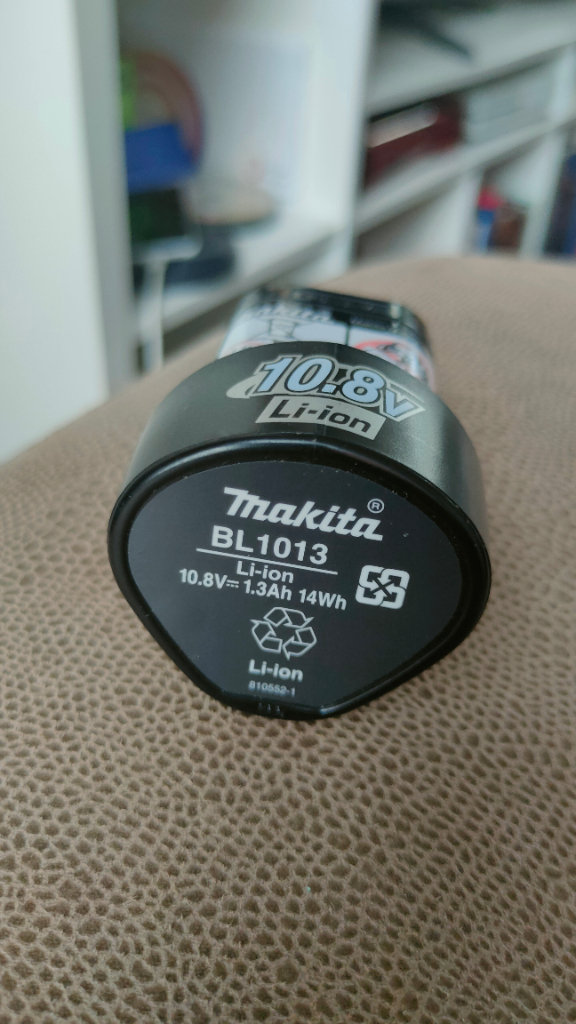 10.8V
Li-ion
makita®
BL1013
Li-ion
10.8V⎓ 1.3Ah 14Wh
Li-ion
810552-1